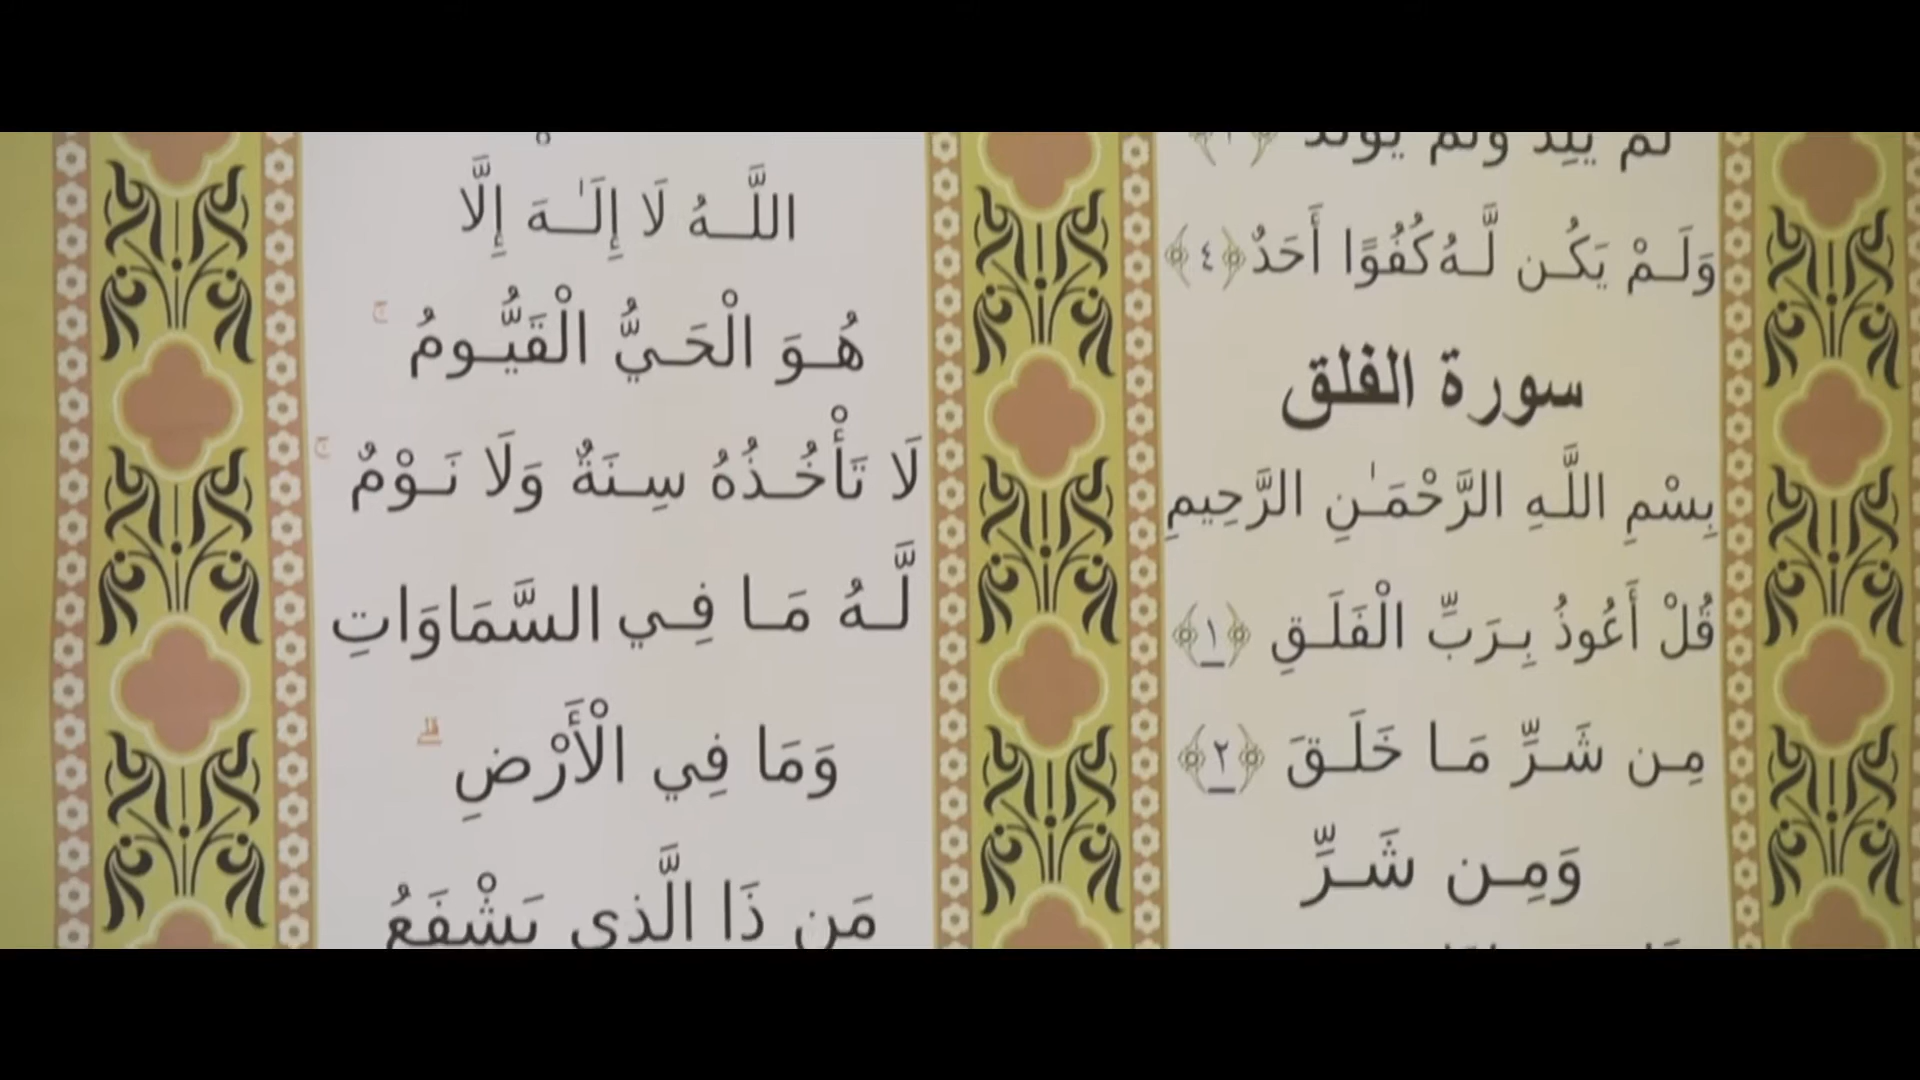 لَمْ يَلِدْ وَلَمْ يُولَدْ
وَلَمْ يَكُن لَّهُ كُفُوًا أَحَدٌ ﴿٤﴾
سورة الفلق
بِسْمِ اللَّهِ الرَّحْمَٰنِ الرَّحِيمِ
قُلْ أَعُوذُ بِرَبِّ الْفَلَقِ ﴿١﴾
مِن شَرِّ مَا خَلَقَ ﴿٢﴾
وَمِن شَرِّ
اللَّهُ لَا إِلَٰهَ إِلَّا
هُوَ الْحَيُّ الْقَيُّومُ ۚ
لَا تَأْخُذُهُ سِنَةٌ وَلَا نَوْمٌ ۚ
لَّهُ مَا فِي السَّمَاوَاتِ
وَمَا فِي الْأَرْضِ ۗ
مَن ذَا الَّذِي يَشْفَعُ